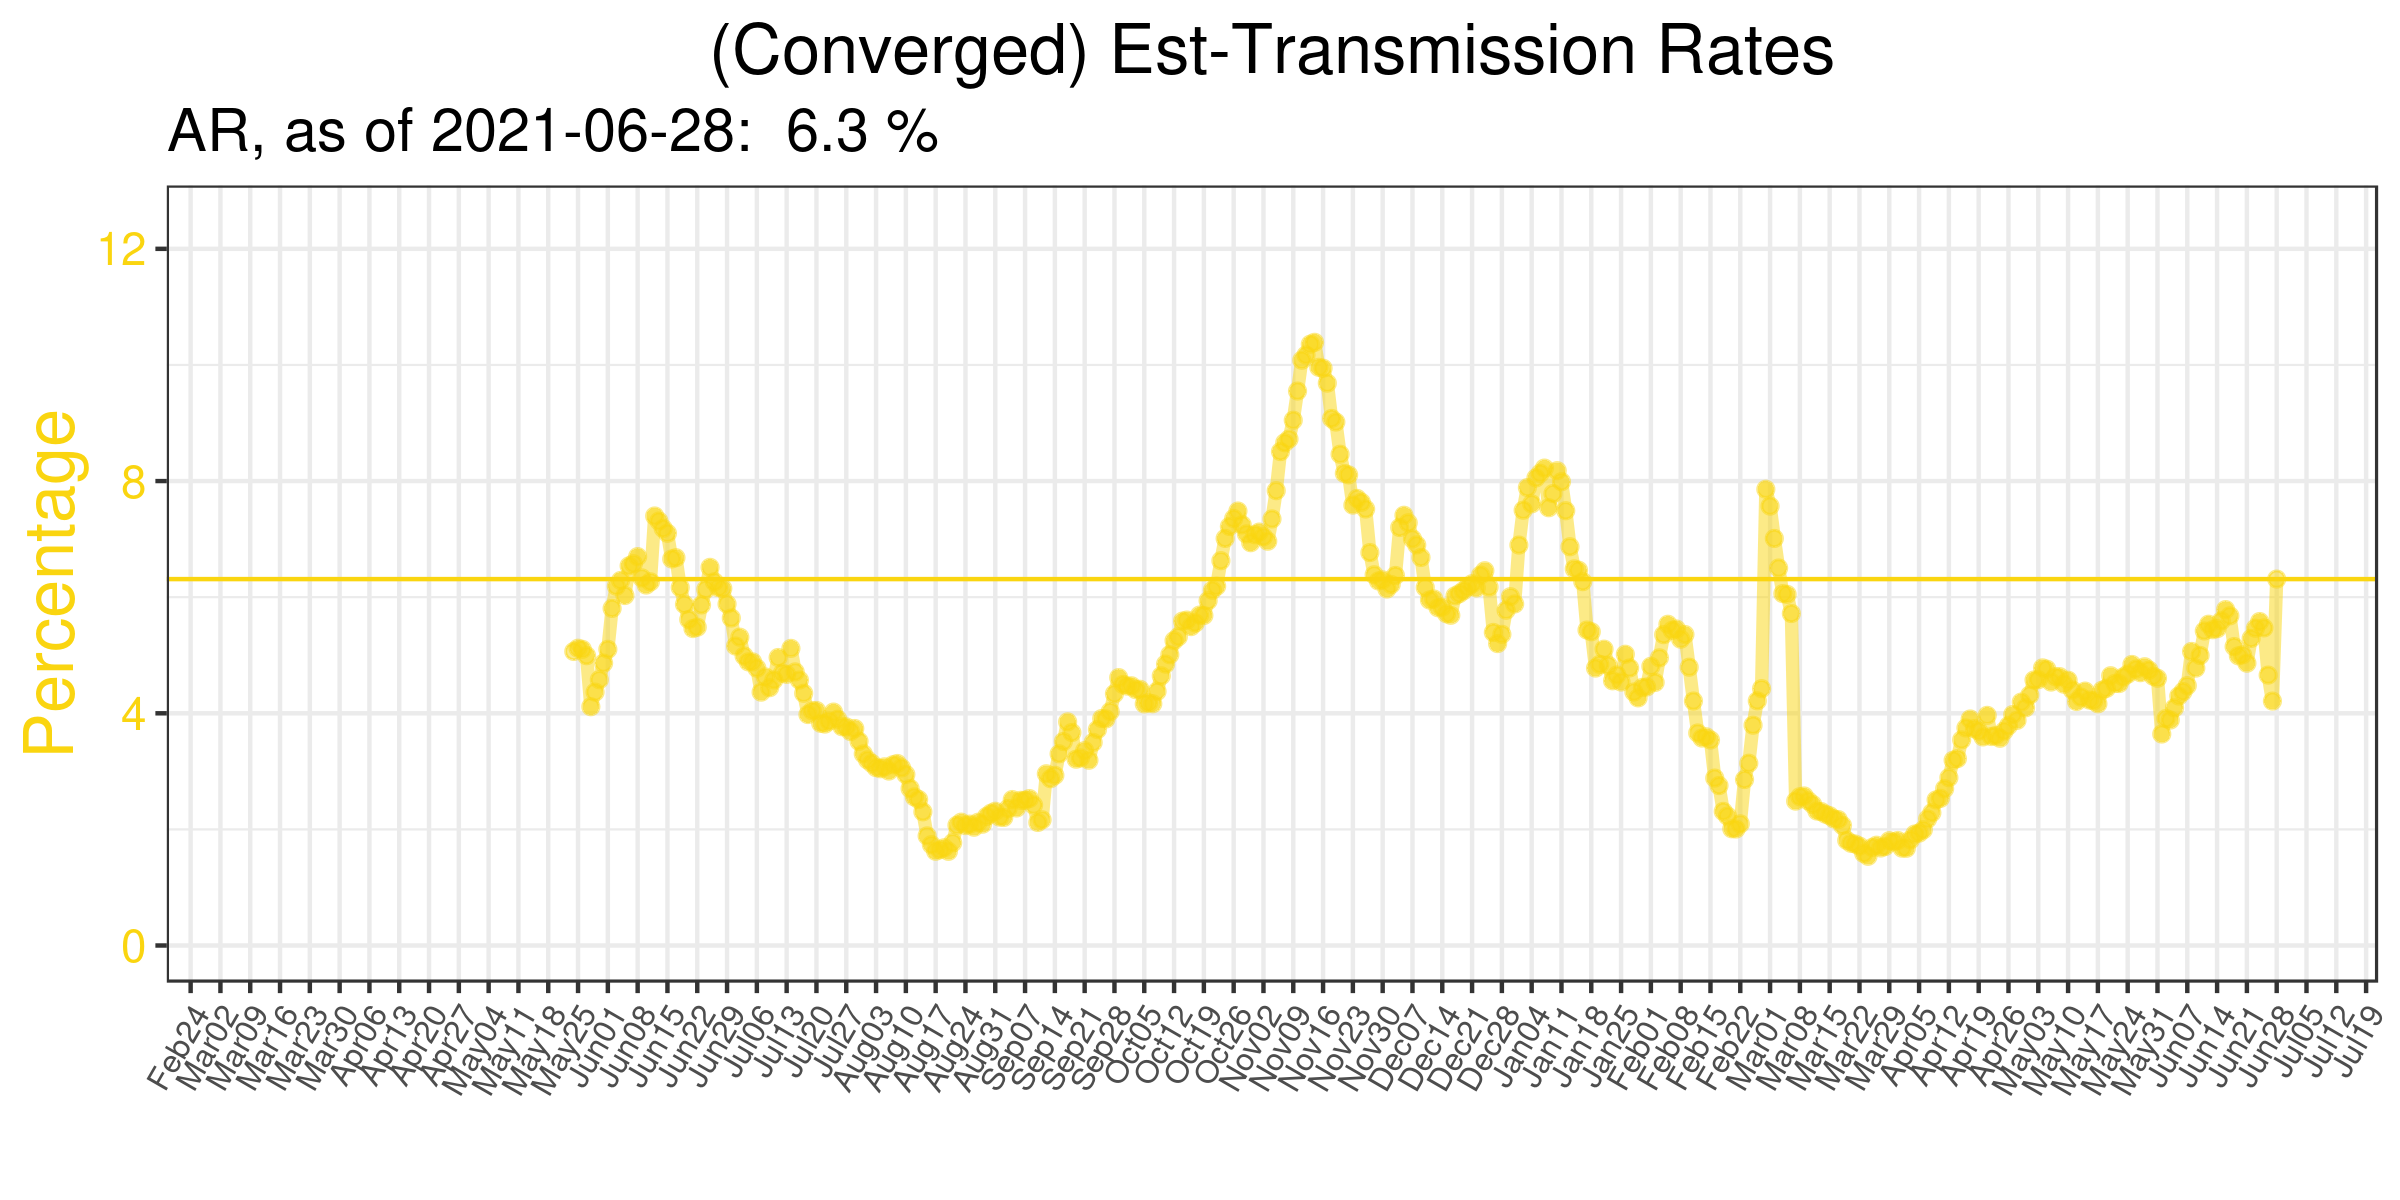 (Converged) Est-Transmission Rates
AR, as of 2021-06-28:  6.3 %
Percentage
12
8
4
0
Feb24
Mar02
Mar09
Mar16
Mar23
Mar30
Apr06
Apr13
Apr20
Apr27
May04
May11
May18
May25
Jun01
Jun08
Jun15
Jun22
Jun29
Jul06
Jul13
Jul20
Jul27
Aug03
Aug10
Aug17
Aug24
Aug31
Sep07
Sep14
Sep21
Sep28
Oct05
Oct12
Oct19
Oct26
Nov02
Nov09
Nov16
Nov23
Nov30
Dec07
Dec14
Dec21
Dec28
Jan04
Jan11
Jan18
Jan25
Feb01
Feb08
Feb15
Feb22
Mar01
Mar08
Mar15
Mar22
Mar29
Apr05
Apr12
Apr19
Apr26
May03
May10
May17
May24
May31
Jun07
Jun14
Jun21
Jun28
Jul05
Jul12
Jul19